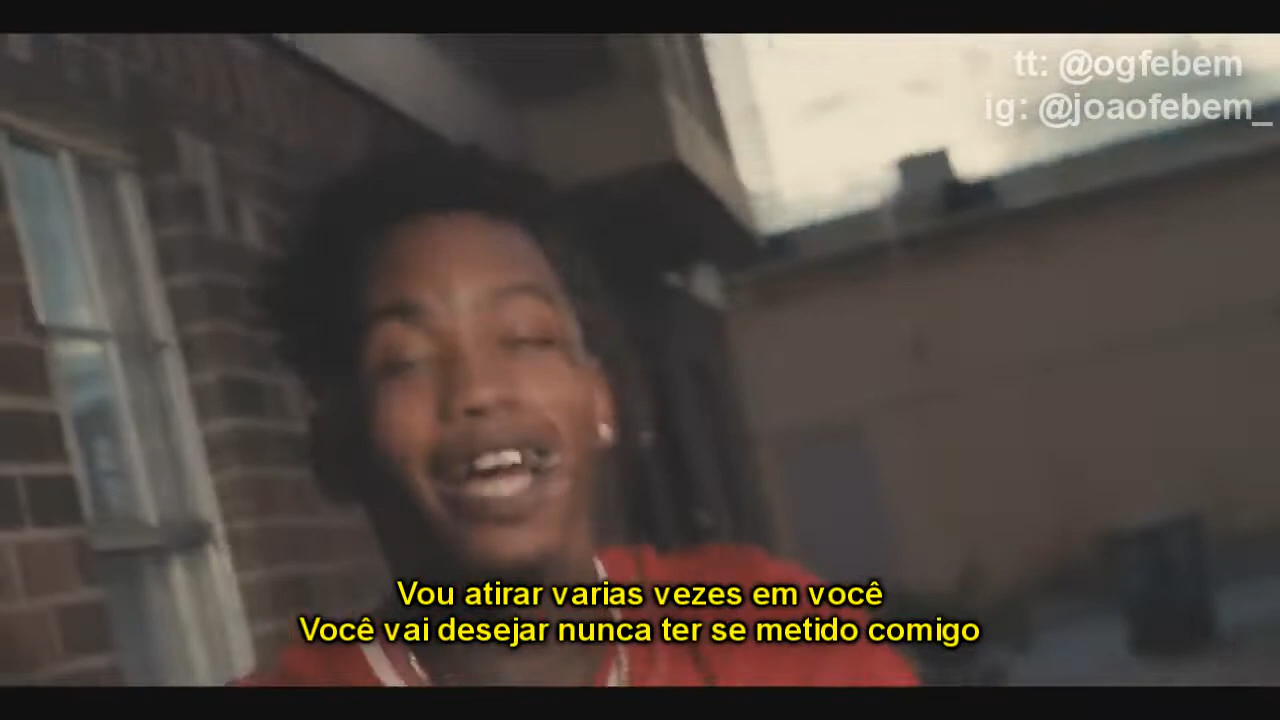 tt: @ogfebem
ig: @joaofebem_
Vou atirar varias vezes em você
Você vai desejar nunca ter se metido comigo